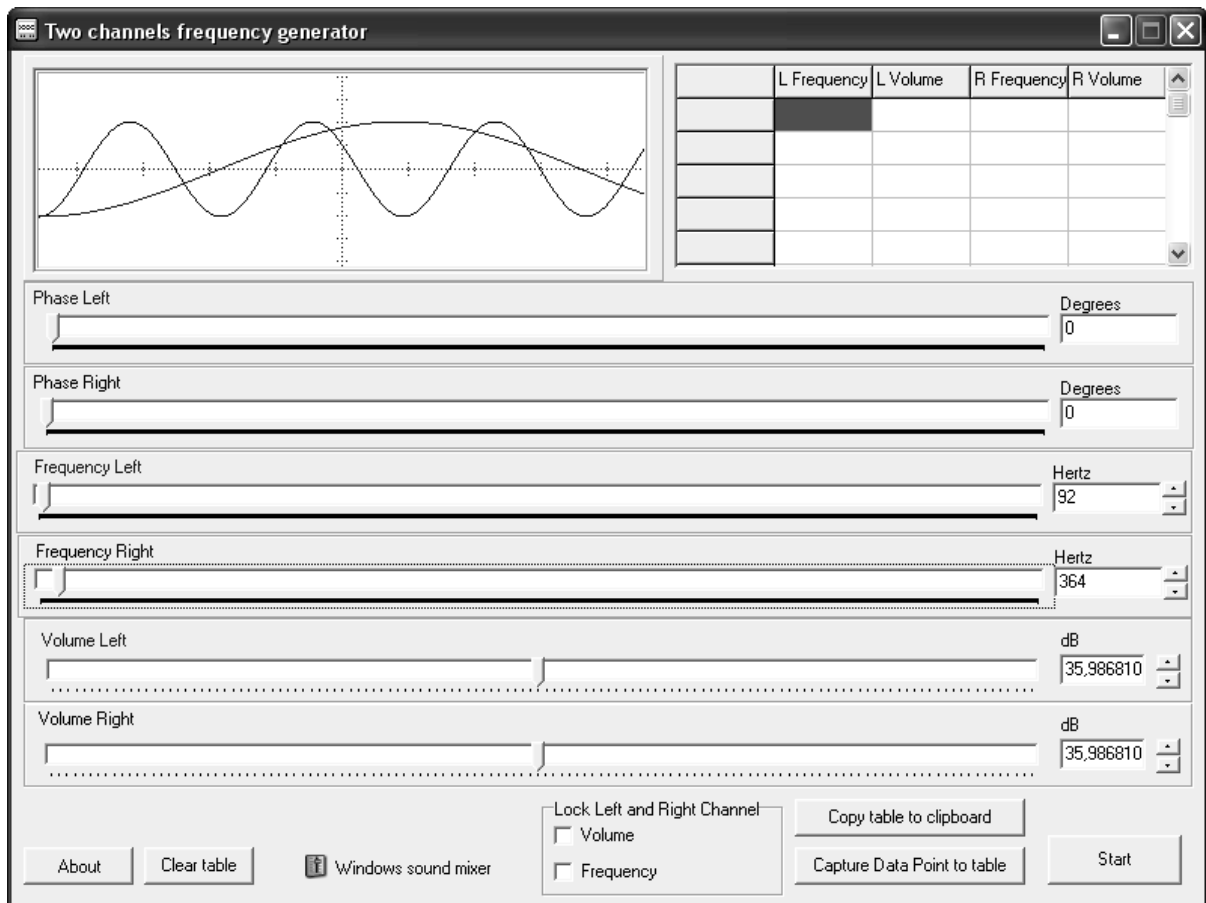 Two channels frequency generator
L Frequency L Volume R Frequency R Volume
Phase Left
Degrees
0
Phase Right
Degrees
0
Frequency Left
Hertz
92
Frequency Right
Hertz
364
Volume Left
dB
35,986810
Volume Right
dB
35,986810
Lock Left and Right Channel
Volume
Frequency
Copy table to clipboard
Capture Data Point to table
Start
About
Clear table
Windows sound mixer